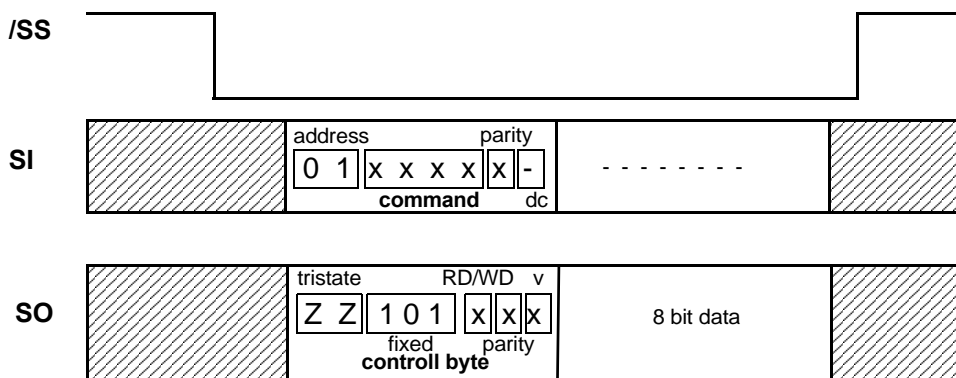 /SS
SI
address parity
0 1 x x x x x - - - - - - - - -
command dc
SO
tristate RD/WD v
Z Z 1 0 1 x x x 8 bit data
fixed parity
controll byte